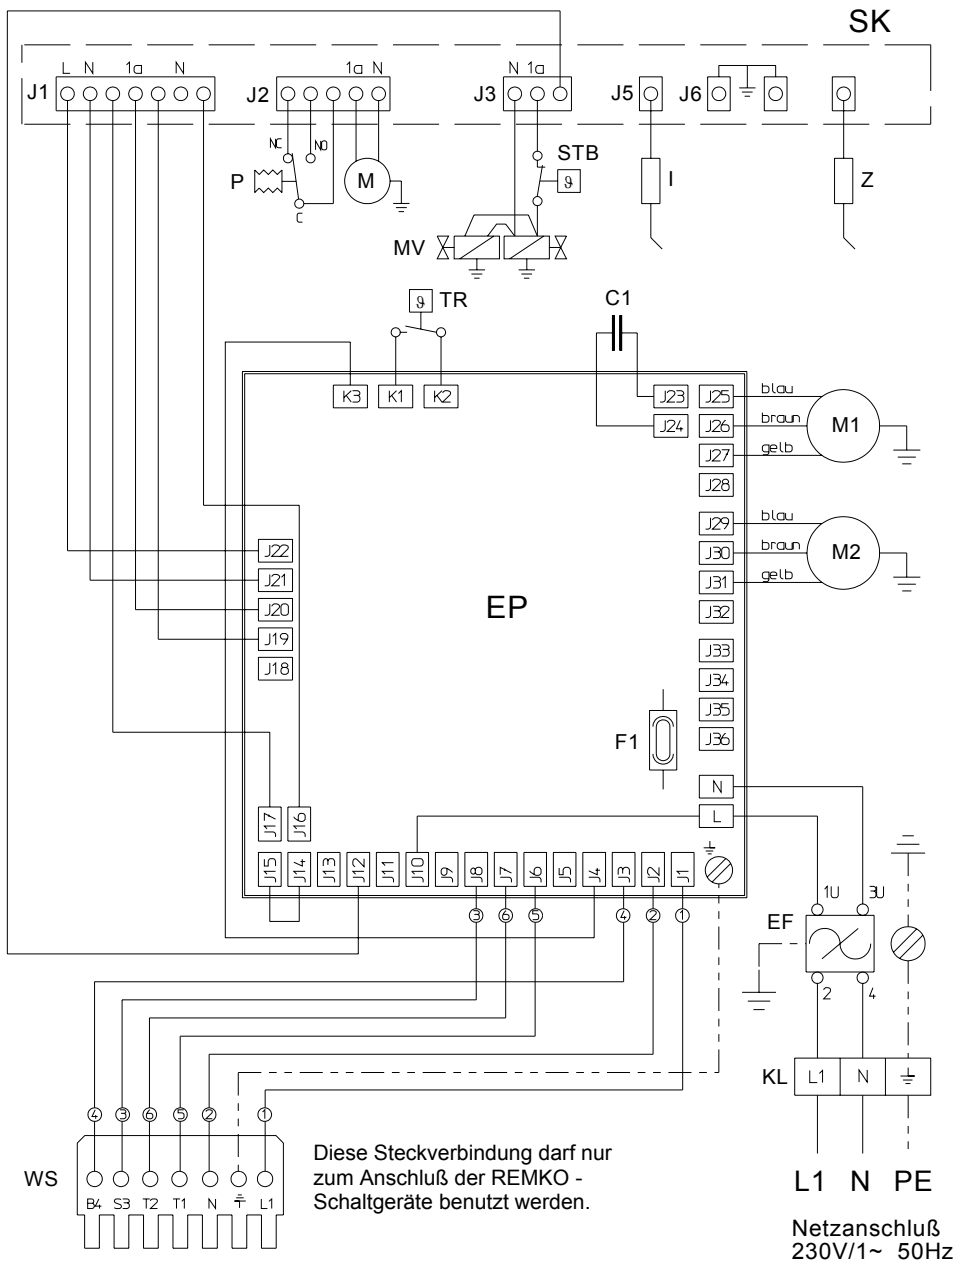 SK
L N 1a N
J1
1a N
J2
N 1a
J3
J5
J6
NC
NO
P
C
M
STB
ϑ
MV
I
Z
ϑ TR
C1
K3 K1 K2
J23 J25 blau
J24 J26 braun M1
J27 gelb
J28
J29 blau
J30 braun M2
J31 gelb
J32
J22
J21
J20
J19
J18
EP
J33
J34
J35
J36
F1
N
L
J17 J16
J15 J14 J13 J12 J11 J10 J9 J8 J7 J6 J5 J4 J3 J2 J1
3 6 5 4 2 1
1U 3U
EF
2 4
KL L1 N
4 3 6 5 2 1
WS
B4 S3 T2 T1 N L1
Diese Steckverbindung darf nur
zum Anschluß der REMKO -
Schaltgeräte benutzt werden.
L1 N PE
Netzanschluß
230V/1~ 50Hz